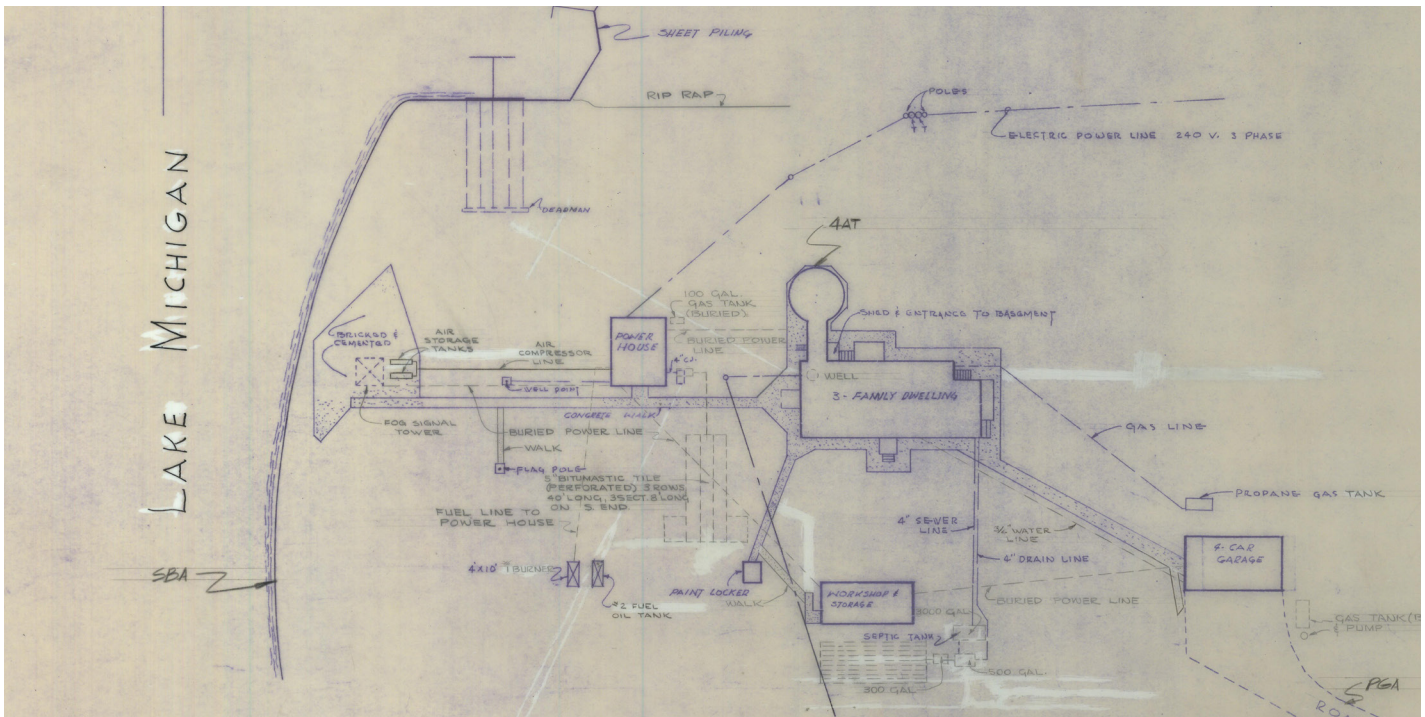 SHEET PILING
RIP RAP
POLES
ELECTRIC POWER LINE 240 V. 3 PHASE
LAKE MICHIGAN
DEADMAN
4AT
100 GAL.
GAS TANK
(BURIED)
SHED & ENTRANCE TO BASEMENT
BRICKED &
CEMENTED
AIR
STORAGE
TANKS
AIR
COMPRESSOR
LINE
POWER
HOUSE
BURIED POWER
LINE
4" C.I.
WELL POINT
WELL
3 - FAMILY DWELLING
CONCRETE WALK
FOG SIGNAL
TOWER
BURIED POWER LINE
WALK
GAS LINE
FLAG POLE
5" BITUMASTIC TILE
(PERFORATED) 3 ROWS
40' LONG, 3 SECT. 8' LONG
ON S. END.
PROPANE GAS TANK
FUEL LINE TO
POWER HOUSE
4" SEWER
LINE
3/4" WATER
LINE
4" DRAIN LINE
4 - CAR
GARAGE
SBA
4'X10' BURNER
#2 FUEL
OIL TANK
PAINT LOCKER
WALK
WORKSHOP &
STORAGE
BURIED POWER LINE
3000 GAL
SEPTIC TANK
GAS TANK
& PUMP
500 GAL.
300 GAL
PGA
RO